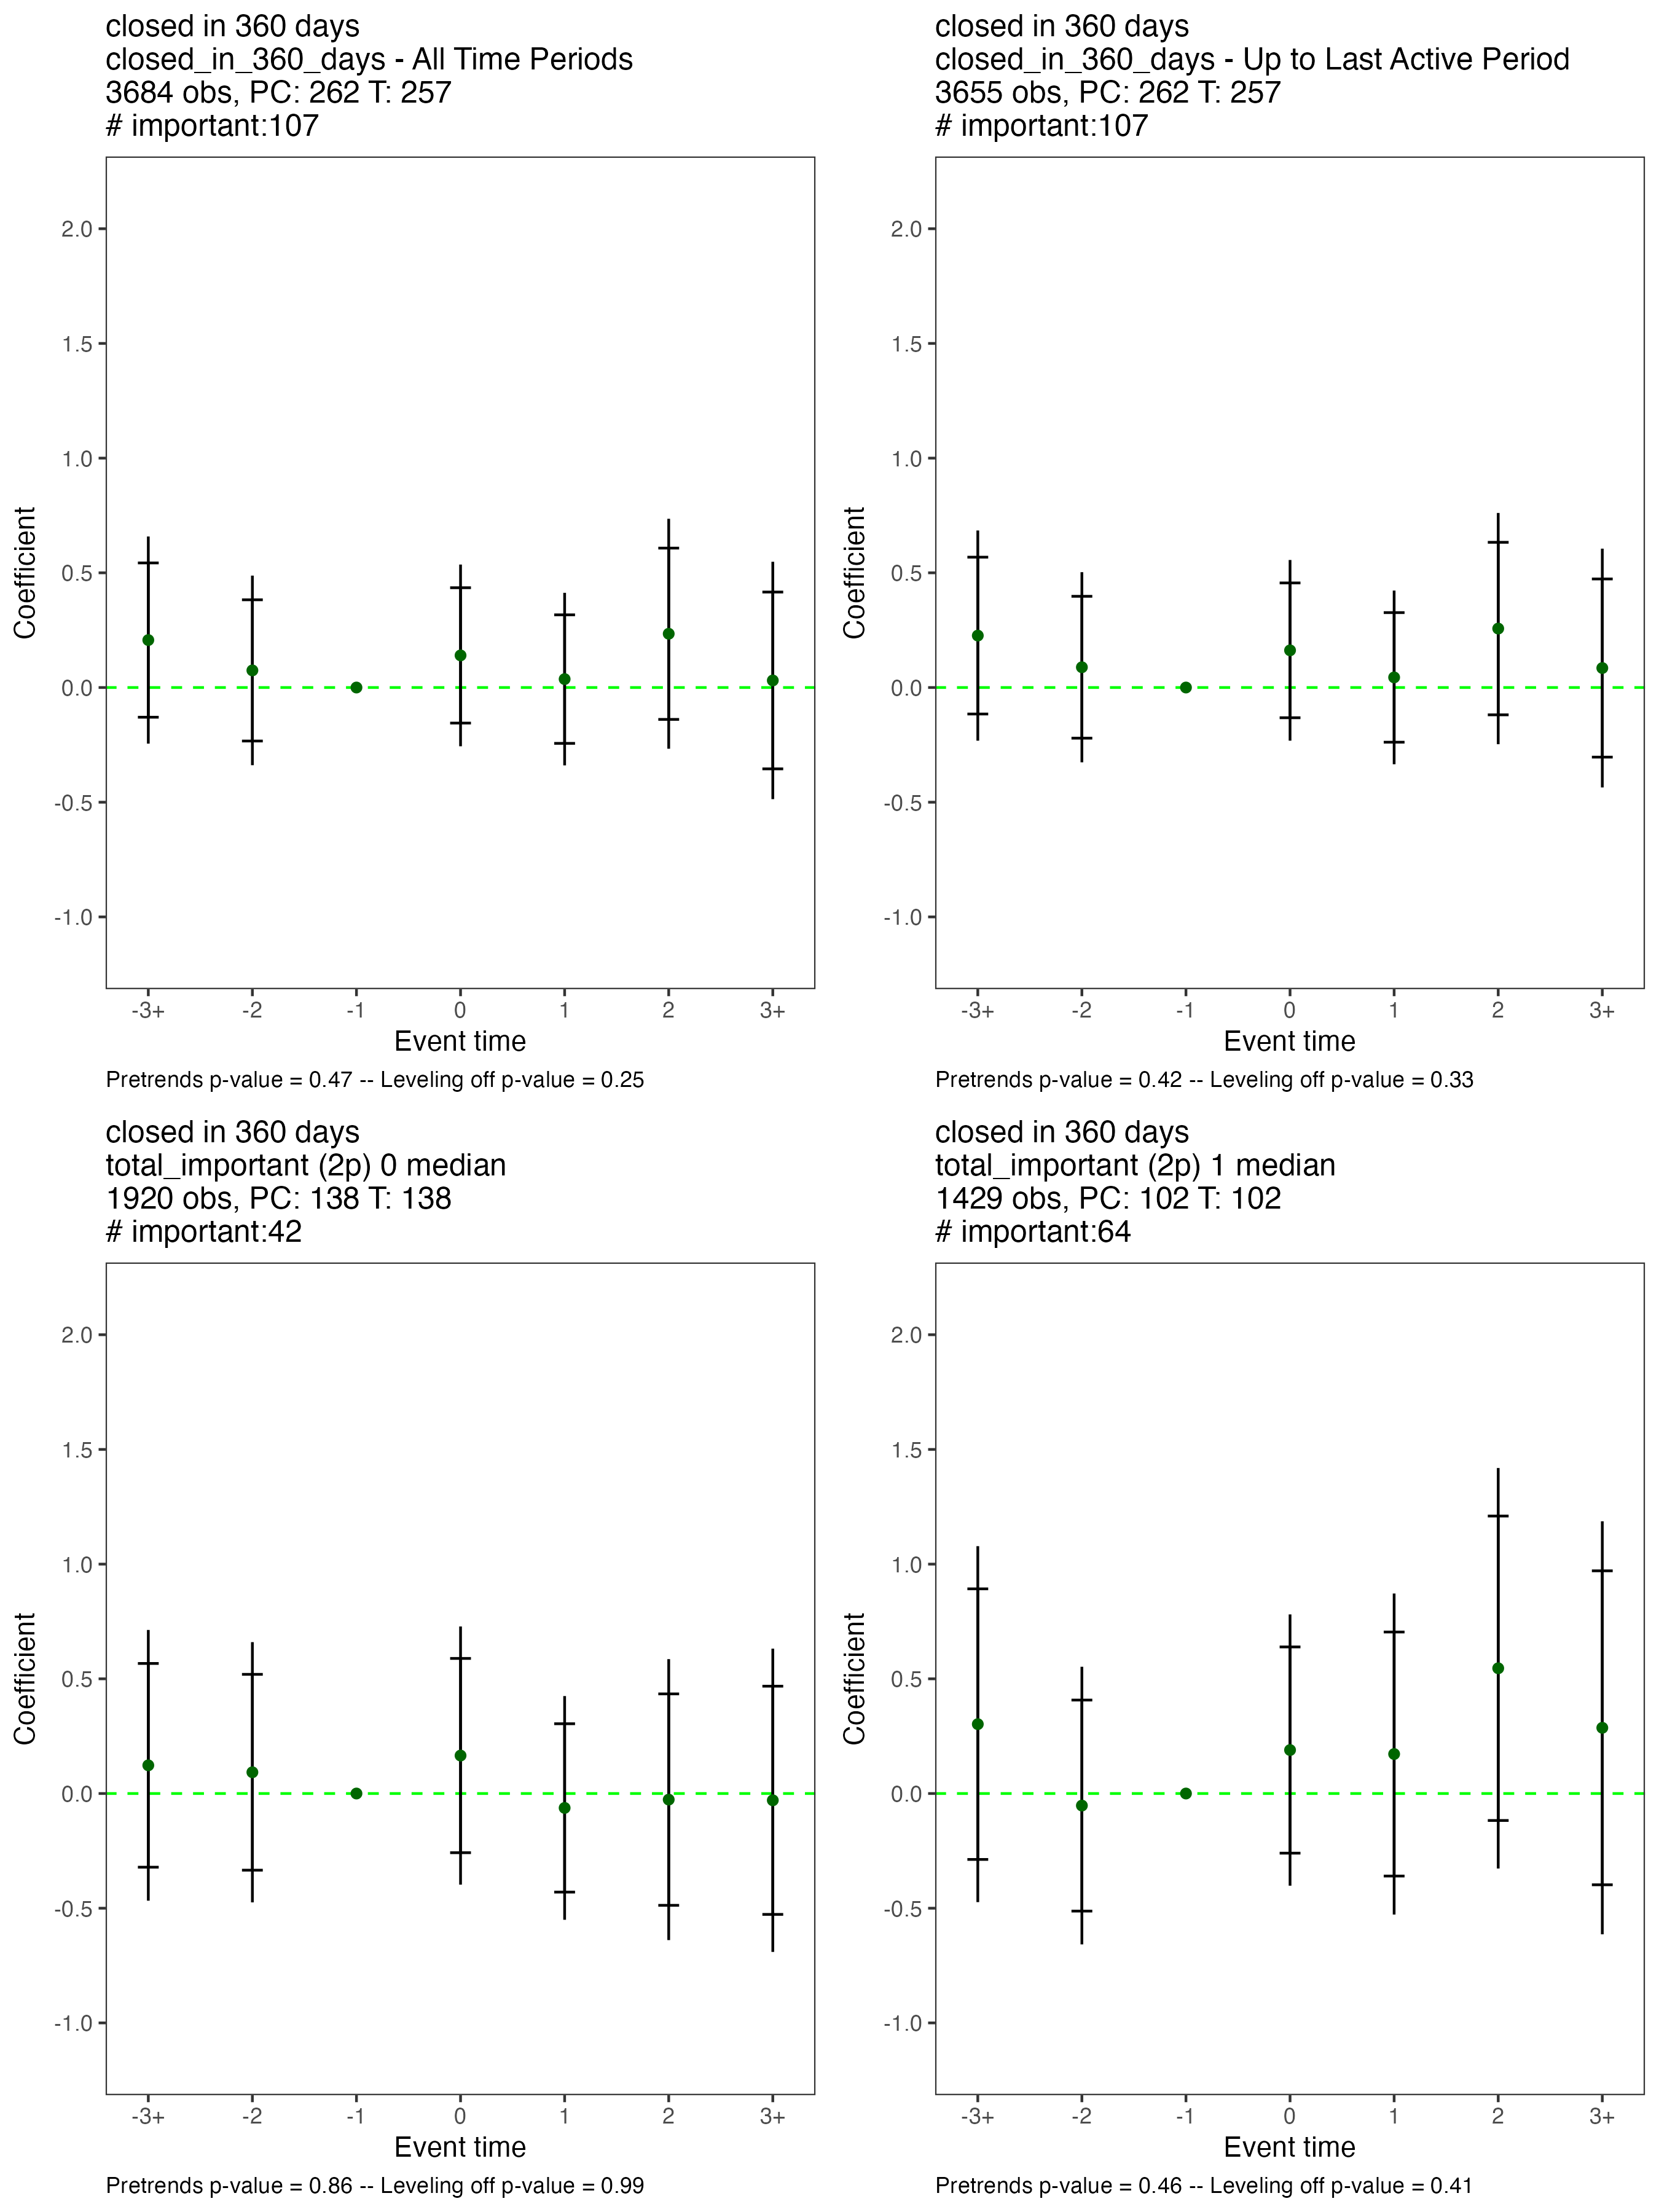 closed in 360 days
closed_in_360_days - All Time Periods
3684 obs, PC: 262 T: 257
# important:107
Coefficient
2.0
1.5
1.0
0.5
0.0
-0.5
-1.0
-3+ -2 -1 0 1 2 3+
Event time
Pretrends p-value = 0.47 -- Leveling off p-value = 0.25
closed in 360 days
closed_in_360_days - Up to Last Active Period
3655 obs, PC: 262 T: 257
# important:107
Coefficient
2.0
1.5
1.0
0.5
0.0
-0.5
-1.0
-3+ -2 -1 0 1 2 3+
Event time
Pretrends p-value = 0.42 -- Leveling off p-value = 0.33
closed in 360 days
total_important (2p) 0 median
1920 obs, PC: 138 T: 138
# important:42
Coefficient
2.0
1.5
1.0
0.5
0.0
-0.5
-1.0
-3+ -2 -1 0 1 2 3+
Event time
Pretrends p-value = 0.86 -- Leveling off p-value = 0.99
closed in 360 days
total_important (2p) 1 median
1429 obs, PC: 102 T: 102
# important:64
Coefficient
2.0
1.5
1.0
0.5
0.0
-0.5
-1.0
-3+ -2 -1 0 1 2 3+
Event time
Pretrends p-value = 0.46 -- Leveling off p-value = 0.41